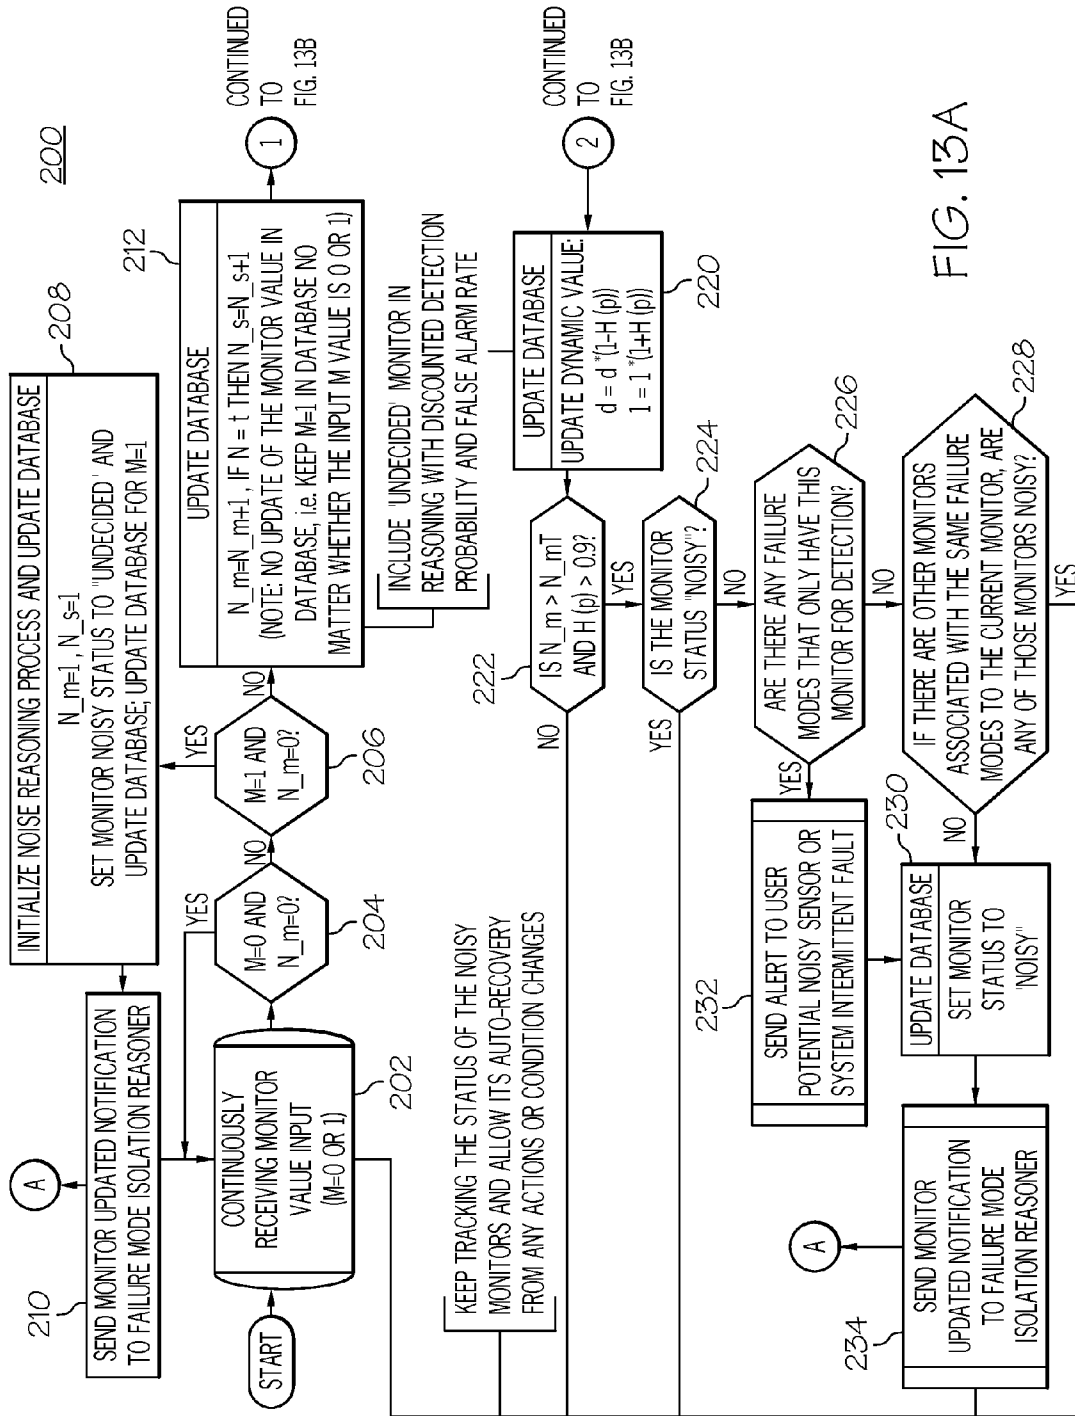 200
INITIALIZE NOISE REASONING PROCESS AND UPDATE DATABASE
N_m=1, N_s=1
SET MONITOR NOISY STATUS TO "UNDECIDED' AND
UPDATE DATABASE; UPDATE DATABASE FOR M=1
208
210
SEND MONITOR UPDATED NOTIFICATION
TO FAILURE MODE ISOLATION REASONER
A
START
CONTINUOUSLY
RECEIVING MONITOR
VALUE INPUT
(M=0 OR 1)
202
M=0 AND
N_m=0?
204
YES
NO
M=1 AND
N_m=0?
206
YES
NO
212
UPDATE DATABASE
N_m=N_m+1, IF N = t THEN N_s=N_s+1
(NOTE: NO UPDATE OF THE MONITOR VALUE IN
DATABASE, i.e. KEEP M=1 IN DATABASE NO
MATTER WHETHER THE INPUT M VALUE IS 0 OR 1)
1
CONTINUED
TO
FIG. 13B
INCLUDE 'UNDECIDED' MONITOR IN
REASONING WITH DISCOUNTED DETECTION
PROBABILITY AND FALSE ALARM RATE
KEEP TRACKING THE STATUS OF THE NOISY
MONITORS AND ALLOW ITS AUTO-RECOVERY
FROM ANY ACTIONS OR CONDITION CHANGES
2
CONTINUED
TO
FIG. 13B
UPDATE DATABASE
UPDATE DYNAMIC VALUE:
d = d *(1-H (p))
1 = 1 *(1+H (p))
220
222
IS N_m > N_mT
AND H (p) > 0.9?
NO
YES
224
IS THE MONITOR
STATUS "NOISY"?
YES
NO
226
ARE THERE ANY FAILURE
MODES THAT ONLY HAVE THIS
MONITOR FOR DETECTION?
YES
NO
228
IF THERE ARE OTHER MONITORS
ASSOCIATED WITH THE SAME FAILURE
MODES TO THE CURRENT MONITOR, ARE
ANY OF THOSE MONITORS NOISY?
NO
YES
232
SEND ALERT TO USER
POTENTIAL NOISY SENSOR OR
SYSTEM INTERMITTENT FAULT
230
UPDATE DATABASE
SET MONITOR
STATUS TO
'NOISY"
234
SEND MONITOR
UPDATED NOTIFICATION
TO FAILURE MODE
ISOLATION REASONER
A
FIG. 13A